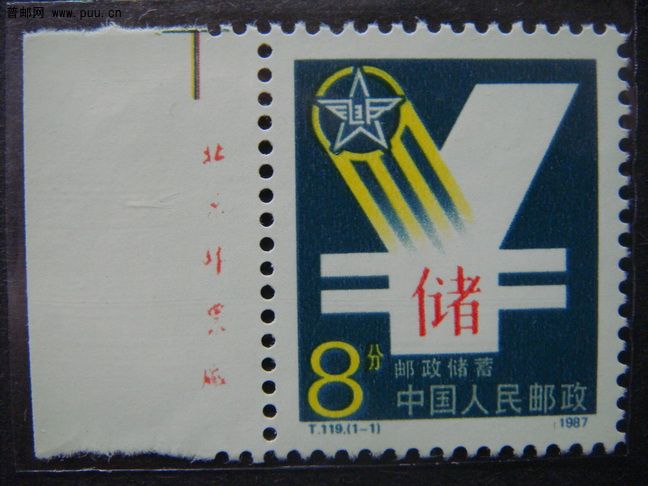 普邮网 www.puu.cn
北
京
邮
票
厂
储
8分
邮政储蓄
中国人民邮政
T.119.(1-1)
1987